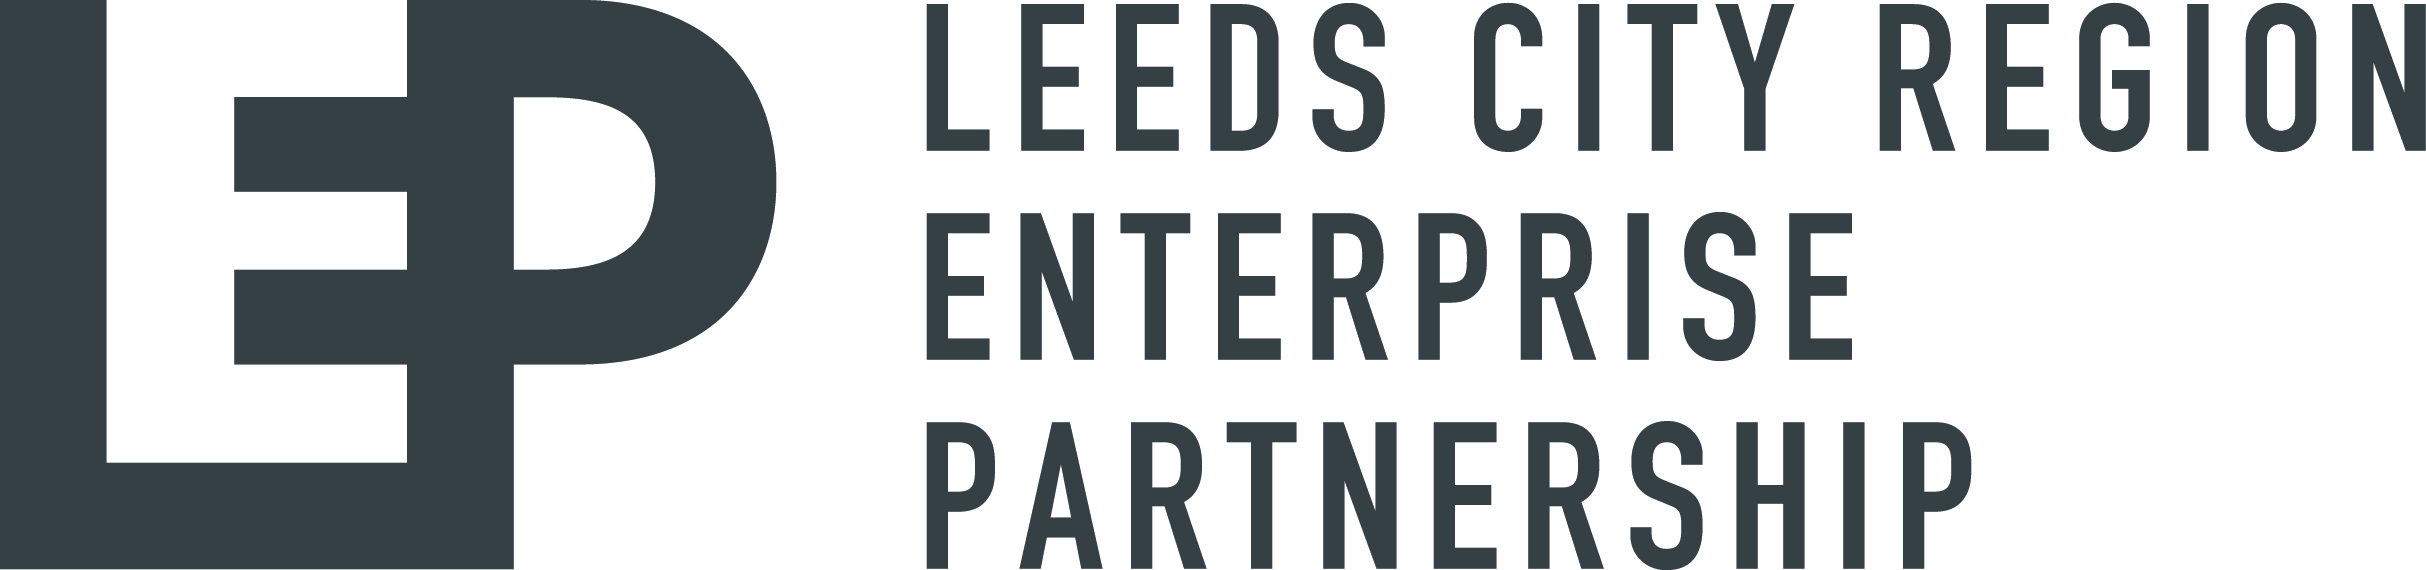 LEP
LEEDS CITY REGION
ENTERPRISE
PARTNERSHIP